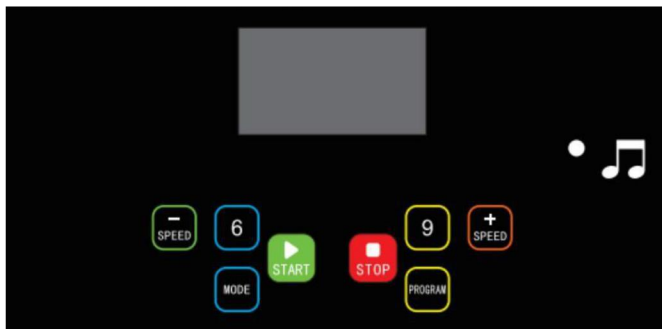 −
SPEED
6
9
+
SPEED
START
STOP
MODE
PROGRAM